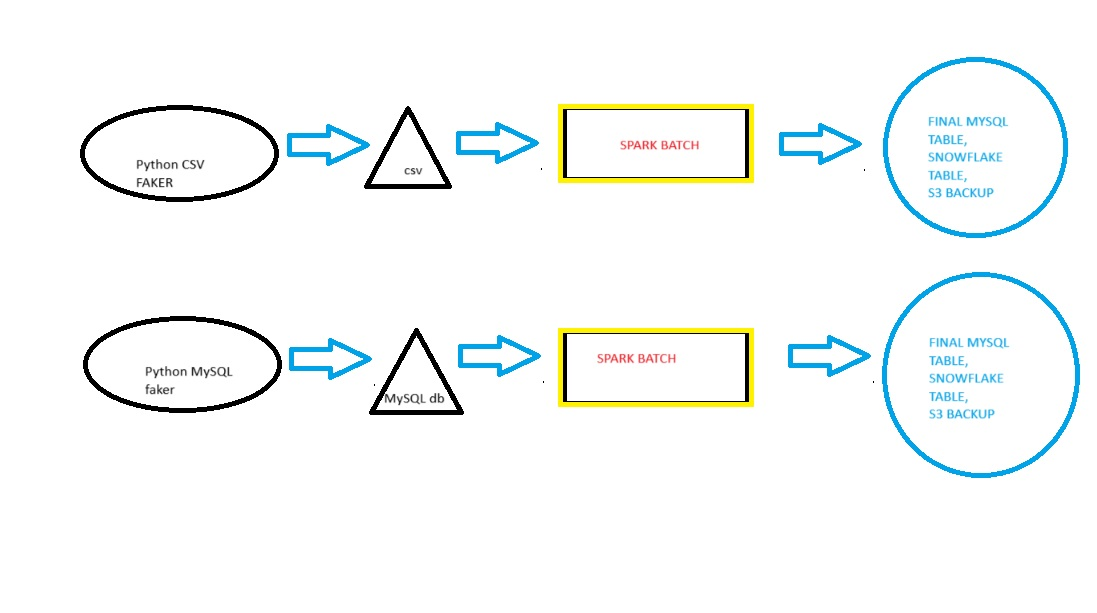 Python CSV
FAKER
csv
SPARK BATCH
FINAL MYSQL
TABLE,
SNOWFLAKE
TABLE,
S3 BACKUP
Python MySQL
faker
MySQL db
SPARK BATCH
FINAL MYSQL
TABLE,
SNOWFLAKE
TABLE,
S3 BACKUP